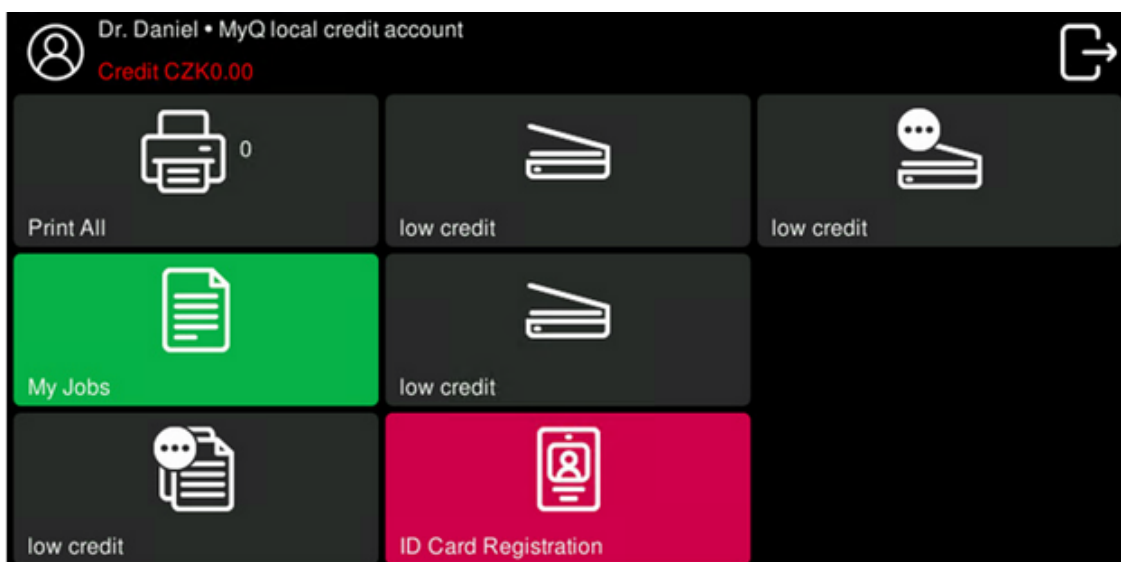 Dr. Daniel • MyQ local credit account
Credit CZK0.00
0
Print All
low credit
low credit
My Jobs
low credit
low credit
ID Card Registration